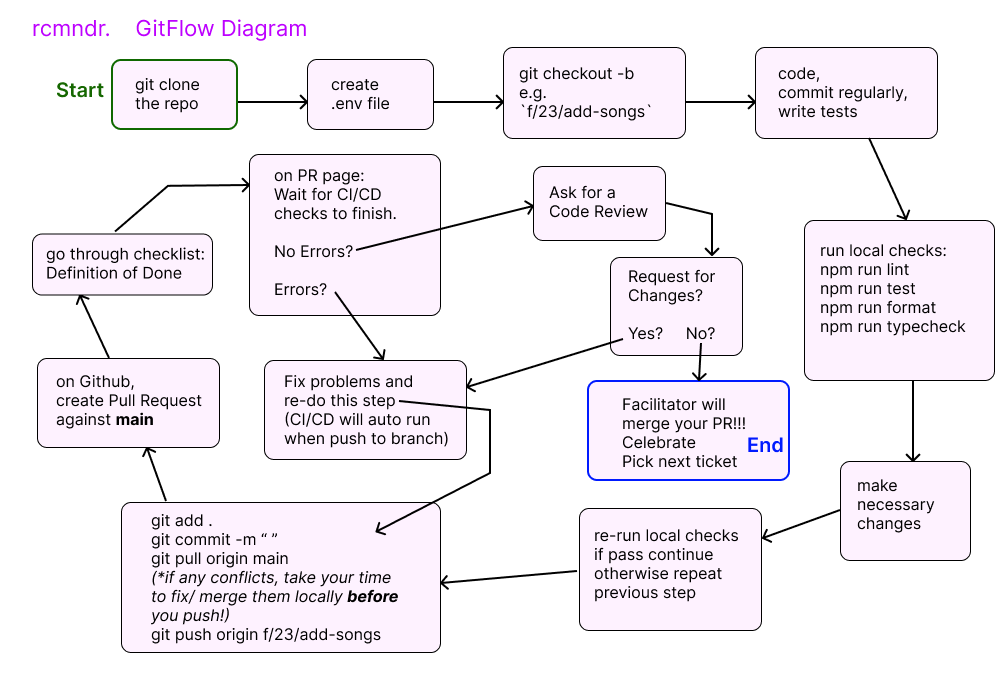 rcmndr. GitFlow Diagram
Start
git clone
the repo
create
.env file
git checkout -b
e.g.
`f/23/add-songs`
code,
commit regularly,
write tests
run local checks:
npm run lint
npm run test
npm run format
npm run typecheck
make
necessary
changes
re-run local checks
if pass continue
otherwise repeat
previous step
git add .
git commit -m “ ”
git pull origin main
(*if any conflicts, take your time
to fix/ merge them locally before
you push!)
git push origin f/23/add-songs
on Github,
create Pull Request
against main
go through checklist:
Definition of Done
on PR page:
Wait for CI/CD
checks to finish.
No Errors?
Errors?
Fix problems and
re-do this step
(CI/CD will auto run
when push to branch)
Ask for a
Code Review
Request for
Changes?
Yes? No?
Facilitator will
merge your PR!!!
Celebrate
Pick next ticket
End